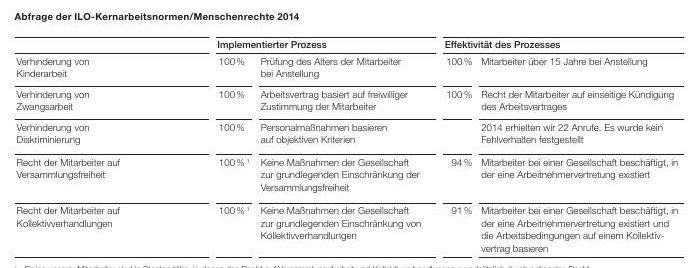 Abfrage der ILO-Kernarbeitsnormen/Menschenrechte 2014
Implementierter Prozess Effektivität des Prozesses
Verhinderung von 100 % Prüfung des Alters der Mitarbeiter 100 % Mitarbeiter über 15 Jahre bei Anstellung
Kinderarbeit bei Anstellung
Verhinderung von 100 % Arbeitsvertrag basiert auf freiwilliger 100 % Recht der Mitarbeiter auf einseitige Kündigung
Zwangsarbeit Zustimmung der Mitarbeiter des Arbeitsvertrages
Verhinderung von 100 % Personalmaßnahmen basieren 2014 erhielten wir 22 Anrufe. Es wurde kein
Diskriminierung auf objektiven Kriterien Fehlverhalten festgestellt
Recht der Mitarbeiter auf 100 % ¹ Keine Maßnahmen der Gesellschaft 94 % Mitarbeiter bei einer Gesellschaft beschäftigt, in
Versammlungsfreiheit zur grundlegenden Einschränkung der der eine Arbeitnehmervertretung existiert
Versammlungsfreiheit
Recht der Mitarbeiter auf 100 % ¹ Keine Maßnahmen der Gesellschaft 91 % Mitarbeiter bei einer Gesellschaft beschäftigt, in
Kollektivverhandlungen zur grundlegenden Einschränkung von der eine Arbeitnehmervertretung existiert und
Kollektivverhandlungen die Arbeitsbedingungen auf einem Kollektiv-
vertrag basieren